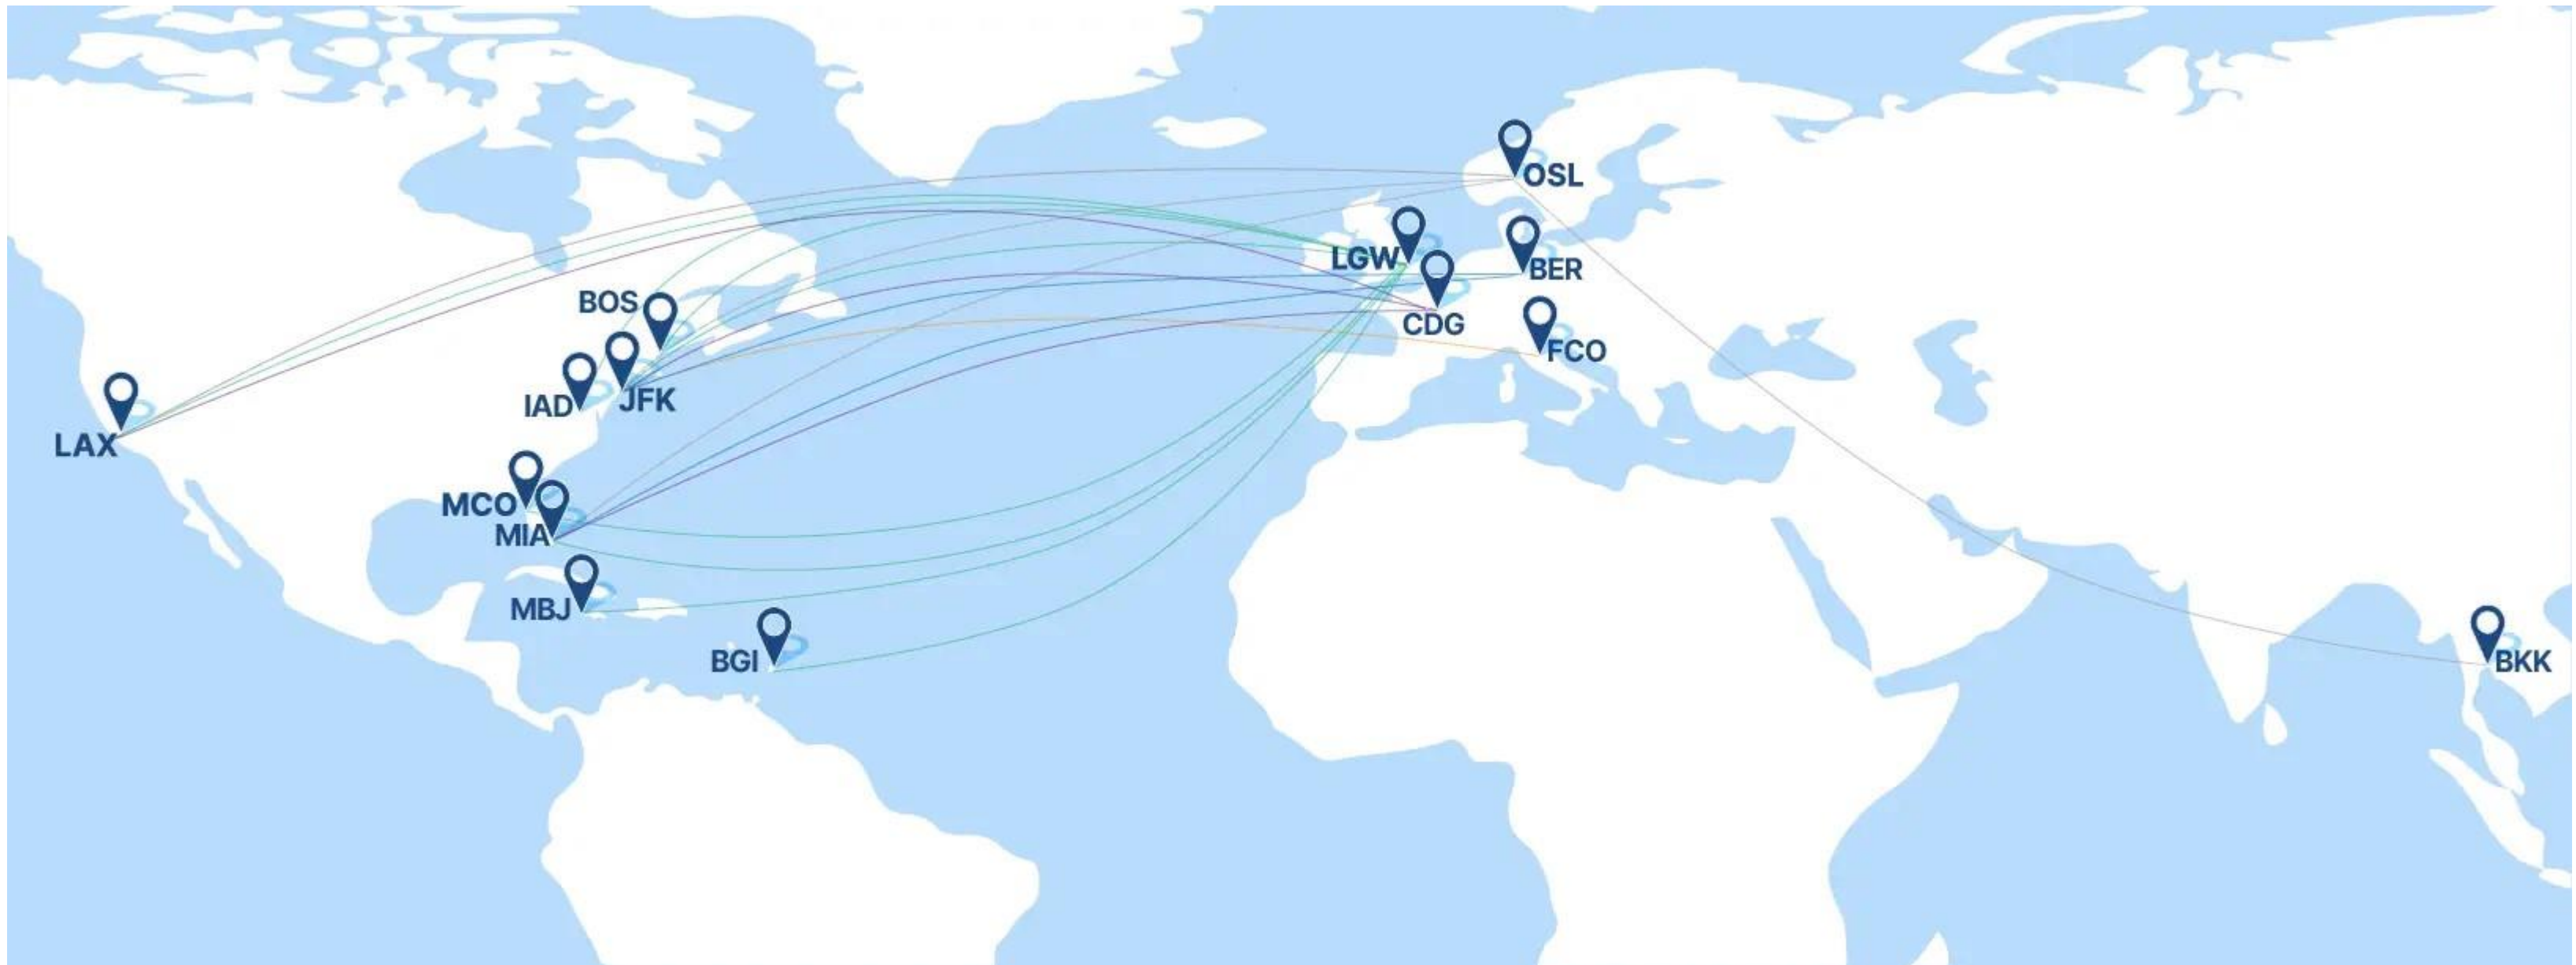 OSL
LGW
BER
BOS
CDG
FCO
IAD
JFK
LAX
MCO
MIA
MBJ
BGI
BKK